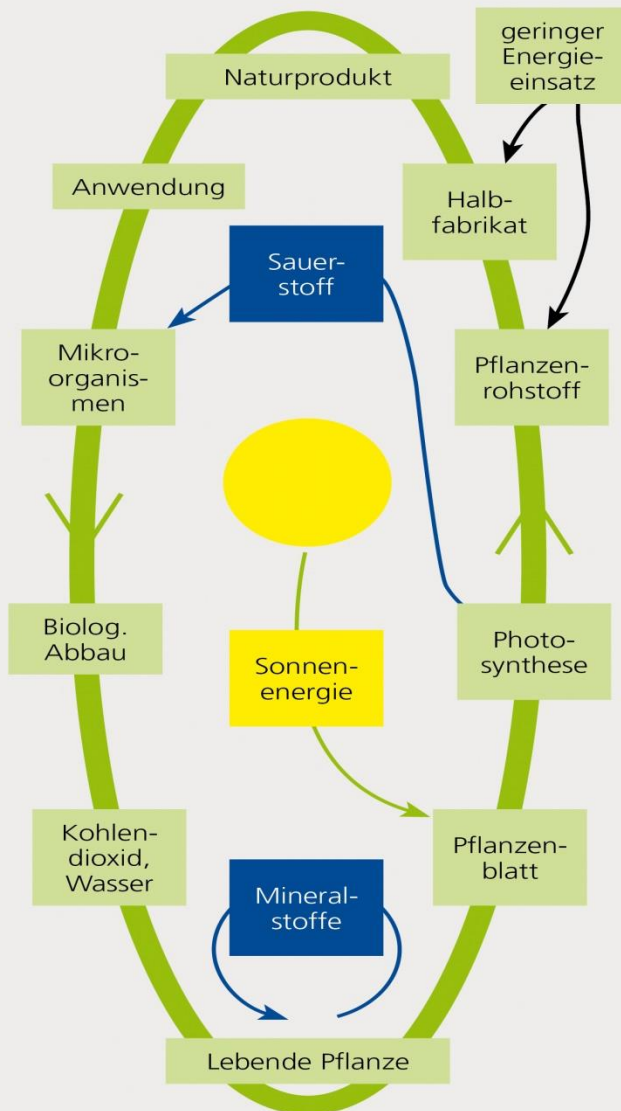 geringer
Energie-
einsatz
Naturprodukt
Anwendung
Halb-
fabrikat
Sauer-
stoff
Mikro-
organis-
men
Pflanzen-
rohstoff
Biolog.
Abbau
Sonnen-
energie
Photo-
synthese
Kohlen-
dioxid,
Wasser
Pflanzen-
blatt
Mineral-
stoffe
Lebende Pflanze